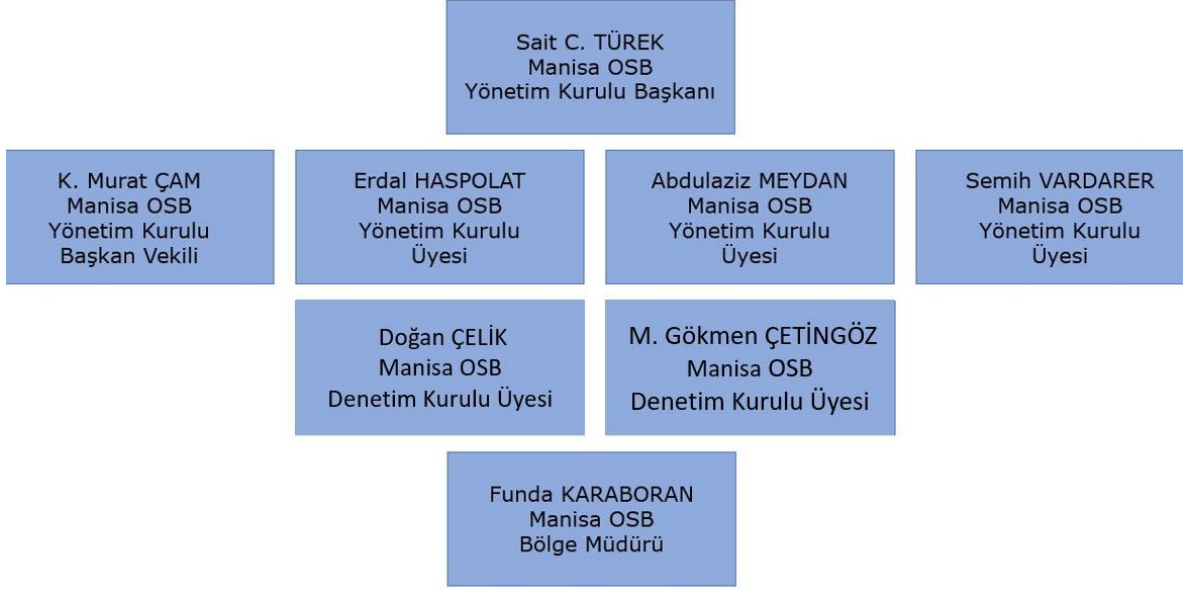 Sait C. TÜREK
Manisa OSB
Yönetim Kurulu Başkanı
K. Murat ÇAM
Manisa OSB
Yönetim Kurulu
Başkan Vekili
Erdal HASPOLAT
Manisa OSB
Yönetim Kurulu
Üyesi
Abdulaziz MEYDAN
Manisa OSB
Yönetim Kurulu
Üyesi
Semih VARDARER
Manisa OSB
Yönetim Kurulu
Üyesi
Doğan ÇELİK
Manisa OSB
Denetim Kurulu Üyesi
M. Gökmen ÇETİNGÖZ
Manisa OSB
Denetim Kurulu Üyesi
Funda KARABORAN
Manisa OSB
Bölge Müdürü